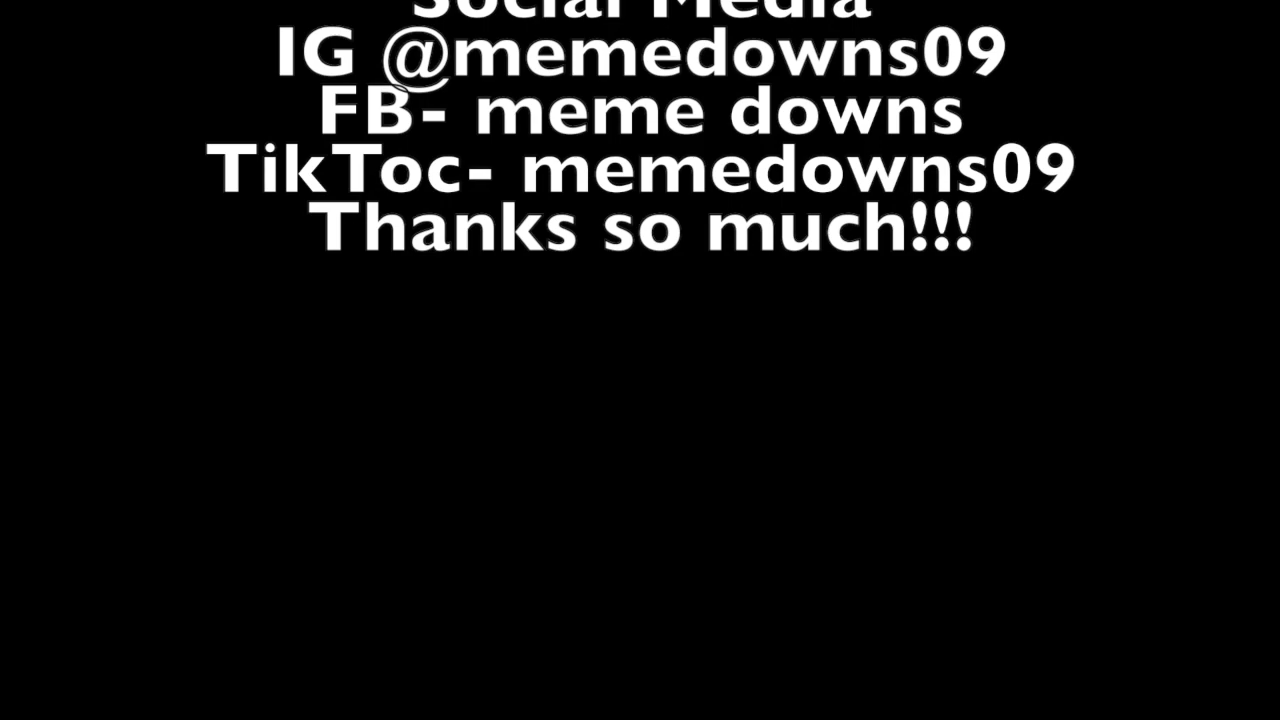 Social Media
IG @memedowns09
FB- meme downs
TikToc- memedowns09
Thanks so much!!!